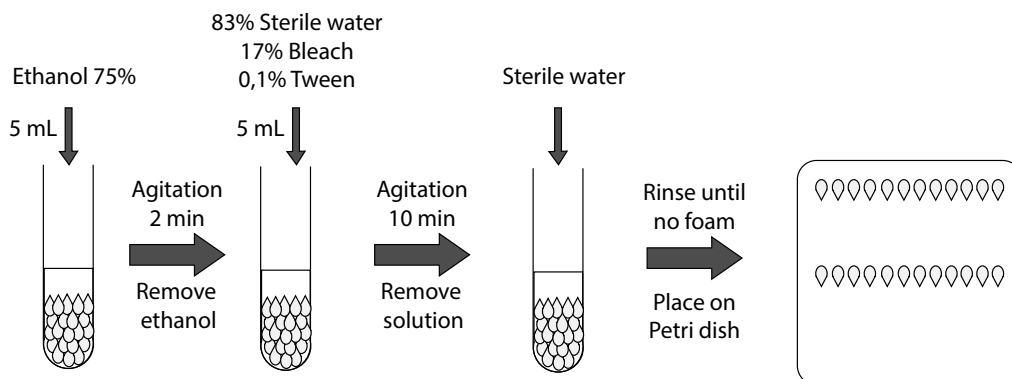 Ethanol 75%
5 mL
Agitation
2 min
Remove
ethanol
83% Sterile water
17% Bleach
0,1% Tween
5 mL
Agitation
10 min
Remove
solution
Sterile water
Rinse until
no foam
Place on
Petri dish